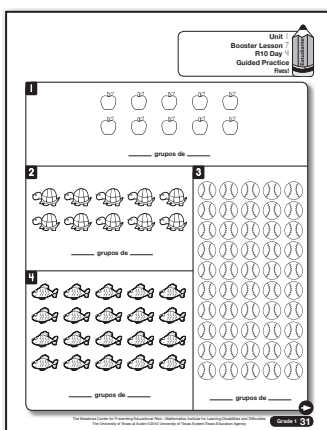 Unit 1
Booster Lesson 7
R10 Day 4
Guided Practice
Fives!
Estudiante
1
_____ grupos de _____
2
_____ grupos de _____
3
_____ grupos de _____
4
_____ grupos de _____
The Meadows Center for Preventing Educational Risk—Mathematics Institute for Learning Disabilities and Difficulties
The University of Texas at Austin ©2010 University of Texas System/Texas Education Agency
Grade 1 31